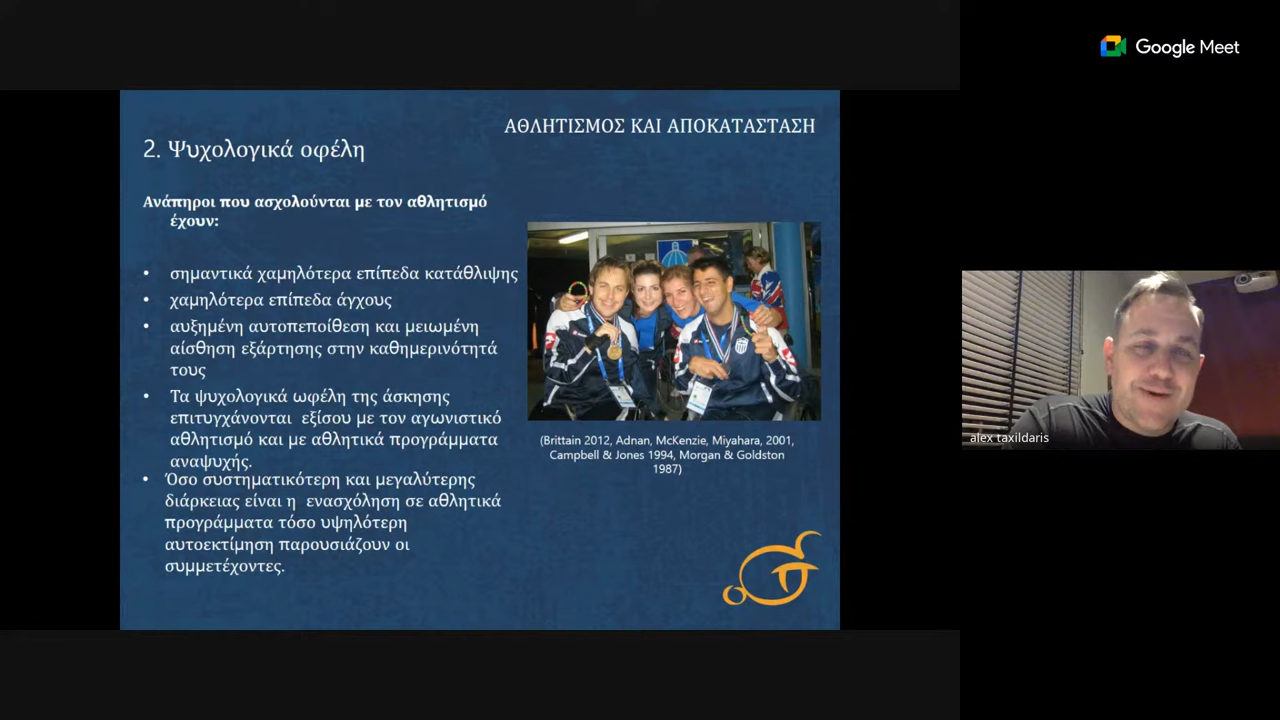 Google Meet
ΑΘΛΗΤΙΣΜΟΣ ΚΑΙ ΑΠΟΚΑΤΑΣΤΑΣΗ
2. Ψυχολογικά οφέλη
Ανάπηροι που ασχολούνται με τον αθλητισμό
έχουν:
• σημαντικά χαμηλότερα επίπεδα κατάθλιψης
• χαμηλότερα επίπεδα άγχους
• αυξημένη αυτοπεποίθεση και μειωμένη
αίσθηση εξάρτησης στην καθημερινότητά
τους
• Τα ψυχολογικά ωφέλη της άσκησης
επιτυγχάνονται εξίσου με τον αγωνιστικό
αθλητισμό και με αθλητικά προγράμματα
αναψυχής.
• Όσο συστηματικότερη και μεγαλύτερης
διάρκειας είναι η ενασχόληση σε αθλητικά
προγράμματα τόσο υψηλότερη
αυτοεκτίμηση παρουσιάζουν οι
συμμετέχοντες.
(Brittain 2012, Adnan, McKenzie, Miyahara, 2001,
Campbell & Jones 1994, Morgan & Goldston
1987)
alex taxildaris